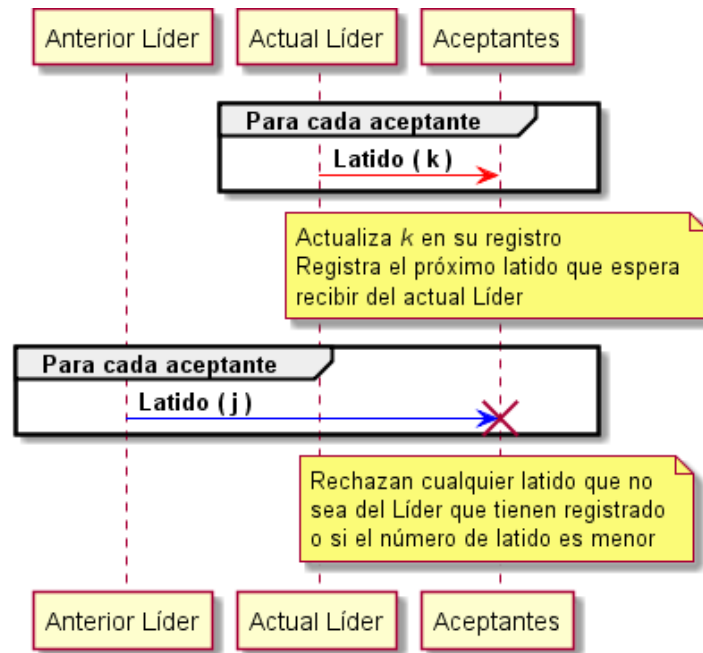 Anterior Líder
Actual Líder
Aceptantes
Para cada aceptante
Latido ( k )
Actualiza k en su registro
Registra el próximo latido que espera
recibir del actual Líder
Para cada aceptante
Latido ( j )
Rechazan cualquier latido que no
sea del Líder que tienen registrado
o si el número de latido es menor
Anterior Líder
Actual Líder
Aceptantes